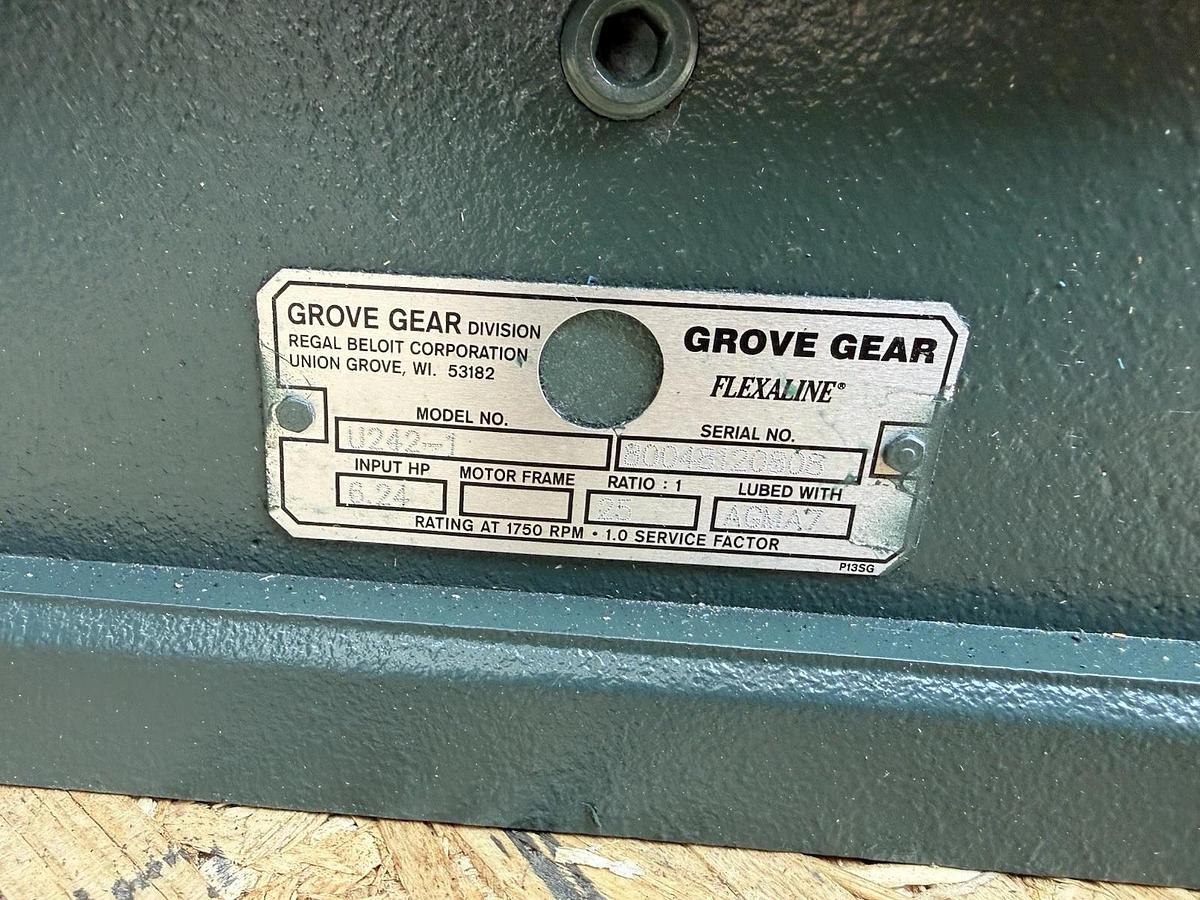 GROVE GEAR DIVISION
REGAL BELOIT CORPORATION
UNION GROVE, WI. 53182
GROVE GEAR
FLEXALINE®
MODEL NO.
U242-1
SERIAL NO.
INPUT HP
6.24
MOTOR FRAME
RATIO : 1
25
LUBED WITH
AGMA7
RATING AT 1750 RPM • 1.0 SERVICE FACTOR
P13SG